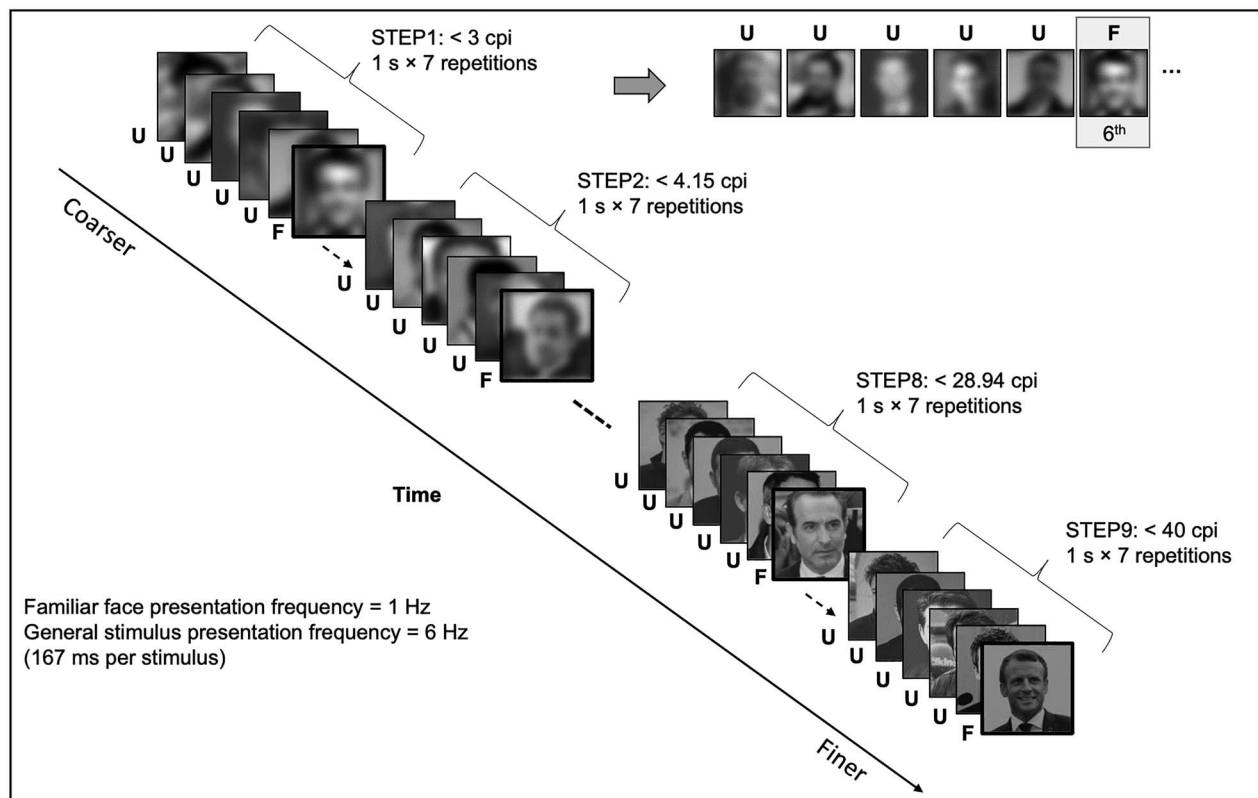 STEP1: < 3 cpi
1 s × 7 repetitions
U U U U U F
6th
...
U
U
U
U
U
F
STEP2: < 4.15 cpi
1 s × 7 repetitions
U
U
U
U
U
F
Coarser
Time
Finer
STEP8: < 28.94 cpi
1 s × 7 repetitions
U
U
U
U
U
F
STEP9: < 40 cpi
1 s × 7 repetitions
U
U
U
U
U
F
Familiar face presentation frequency = 1 Hz
General stimulus presentation frequency = 6 Hz
(167 ms per stimulus)